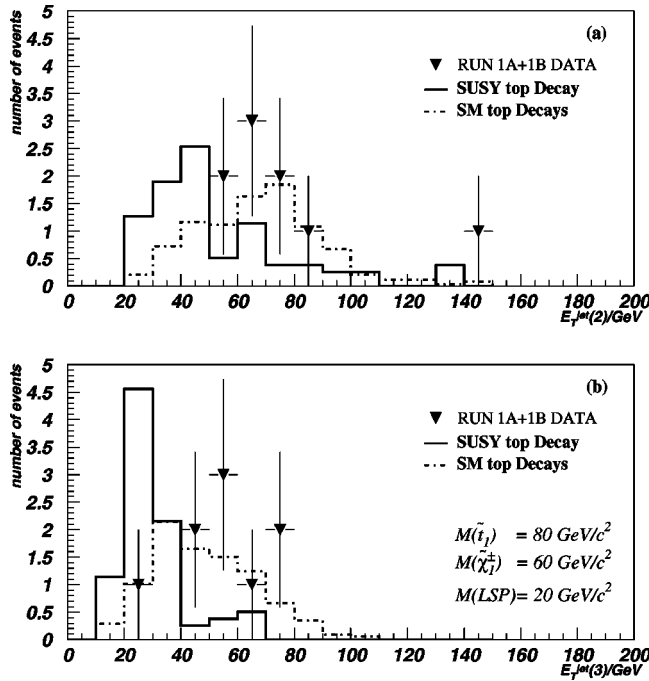 number of events
5
4.5
4
3.5
3
2.5
2
1.5
1
0.5
0
(a)
RUN 1A+1B DATA
SUSY top Decay
SM top Decays
0 20 40 60 80 100 120 140 160 180 200
E_T^jet(2)/GeV
number of events
5
4.5
4
3.5
3
2.5
2
1.5
1
0.5
0
(b)
RUN 1A+1B DATA
SUSY top Decay
SM top Decays
M(t̃₁) = 80 GeV/c²
M(χ̃₁±) = 60 GeV/c²
M(LSP)= 20 GeV/c²
0 20 40 60 80 100 120 140 160 180 200
E_T^jet(3)/GeV